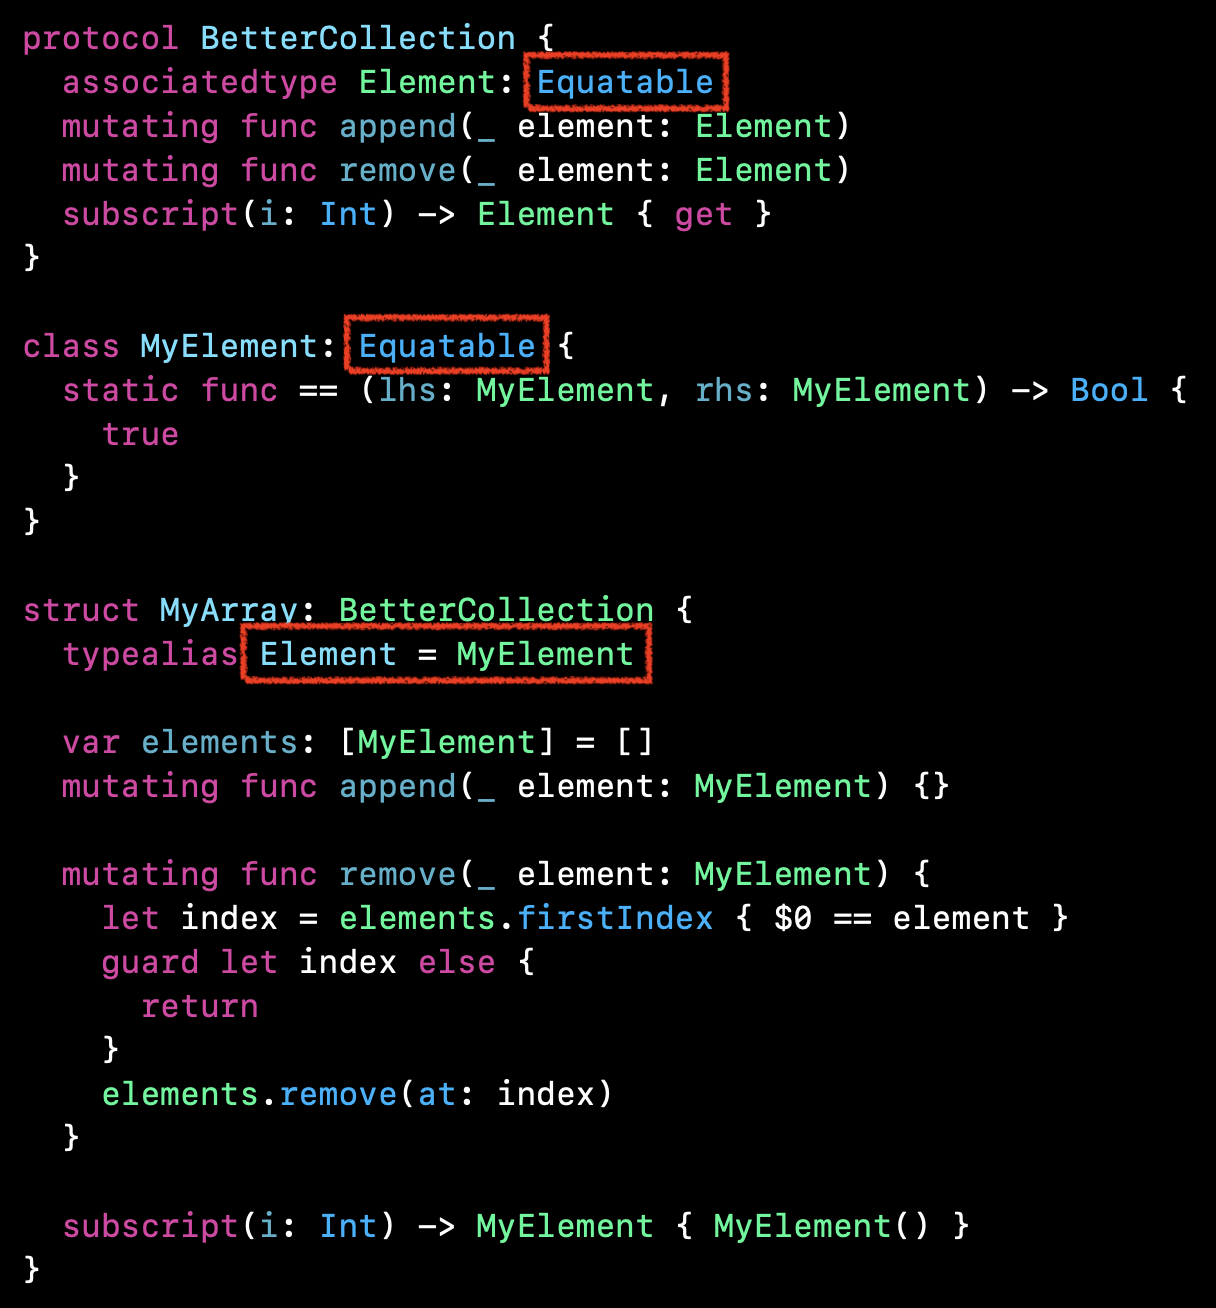 protocol BetterCollection {
  associatedtype Element: Equatable
  mutating func append(_ element: Element)
  mutating func remove(_ element: Element)
  subscript(i: Int) -> Element { get }
}

class MyElement: Equatable {
  static func == (lhs: MyElement, rhs: MyElement) -> Bool {
    true
  }
}

struct MyArray: BetterCollection {
  typealias Element = MyElement

  var elements: [MyElement] = []
  mutating func append(_ element: MyElement) {}

  mutating func remove(_ element: MyElement) {
    let index = elements.firstIndex { $0 == element }
    guard let index else {
      return
    }
    elements.remove(at: index)
  }

  subscript(i: Int) -> MyElement { MyElement() }
}